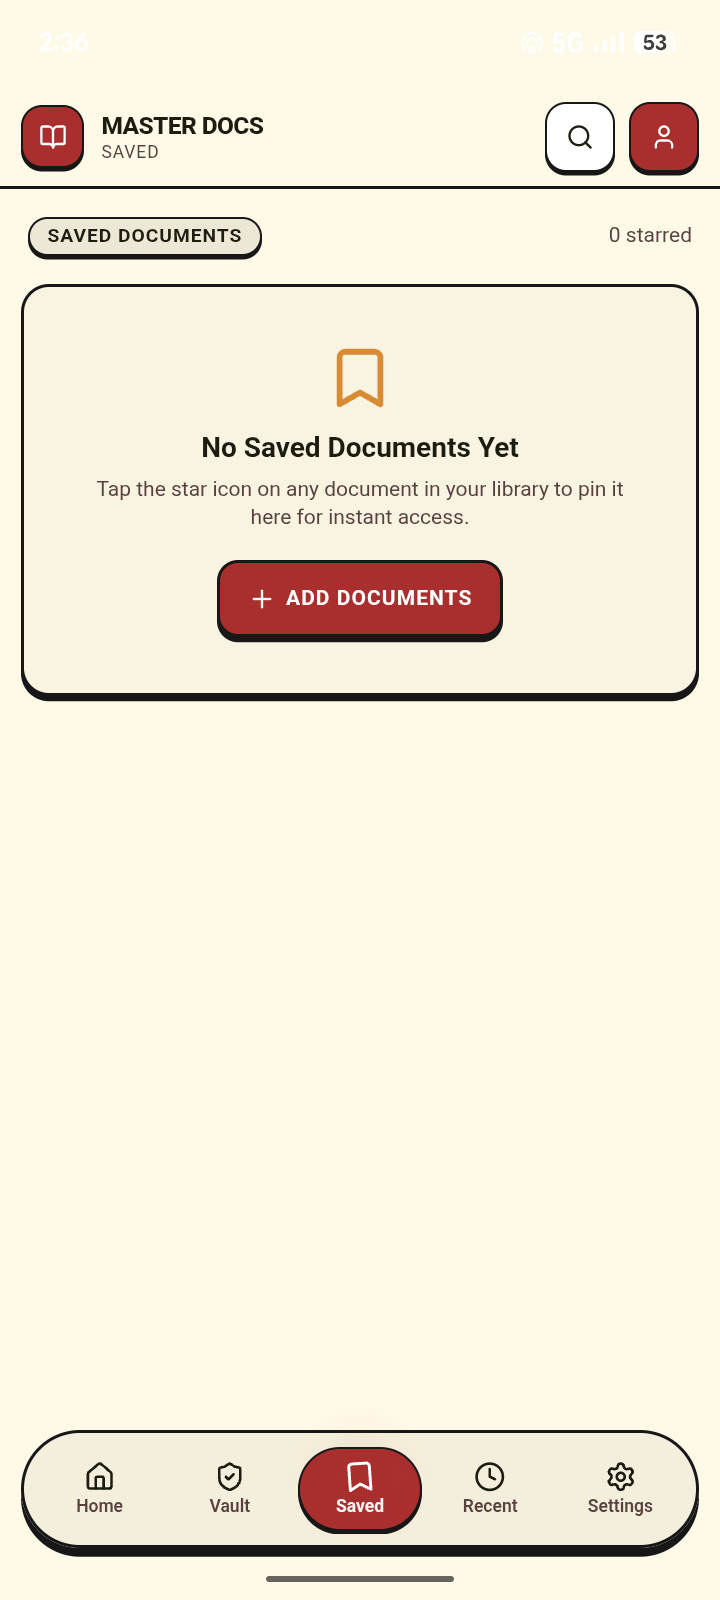 2:36
5G
53
MASTER DOCS
SAVED
SAVED DOCUMENTS
0 starred
No Saved Documents Yet
Tap the star icon on any document in your library to pin it
here for instant access.
ADD DOCUMENTS
Home
Vault
Saved
Recent
Settings